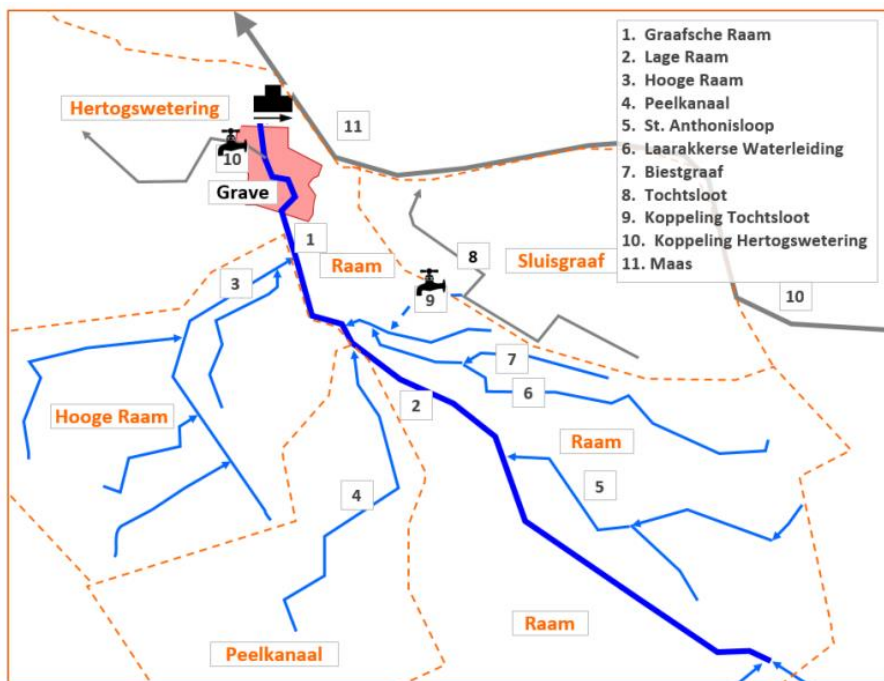 1. Graafsche Raam
2. Lage Raam
3. Hooge Raam
4. Peelkanaal
5. St. Anthonisloop
6. Laarakkerse Waterleiding
7. Biestgraaf
8. Tochtsloot
9. Koppeling Tochtsloot
10. Koppeling Hertogswetering
11. Maas
Hertogswetering
11
10
Grave
1
Raam
8
Sluisgraaf
3
9
10
7
6
2
Hooge Raam
Raam
4
5
Raam
Peelkanaal